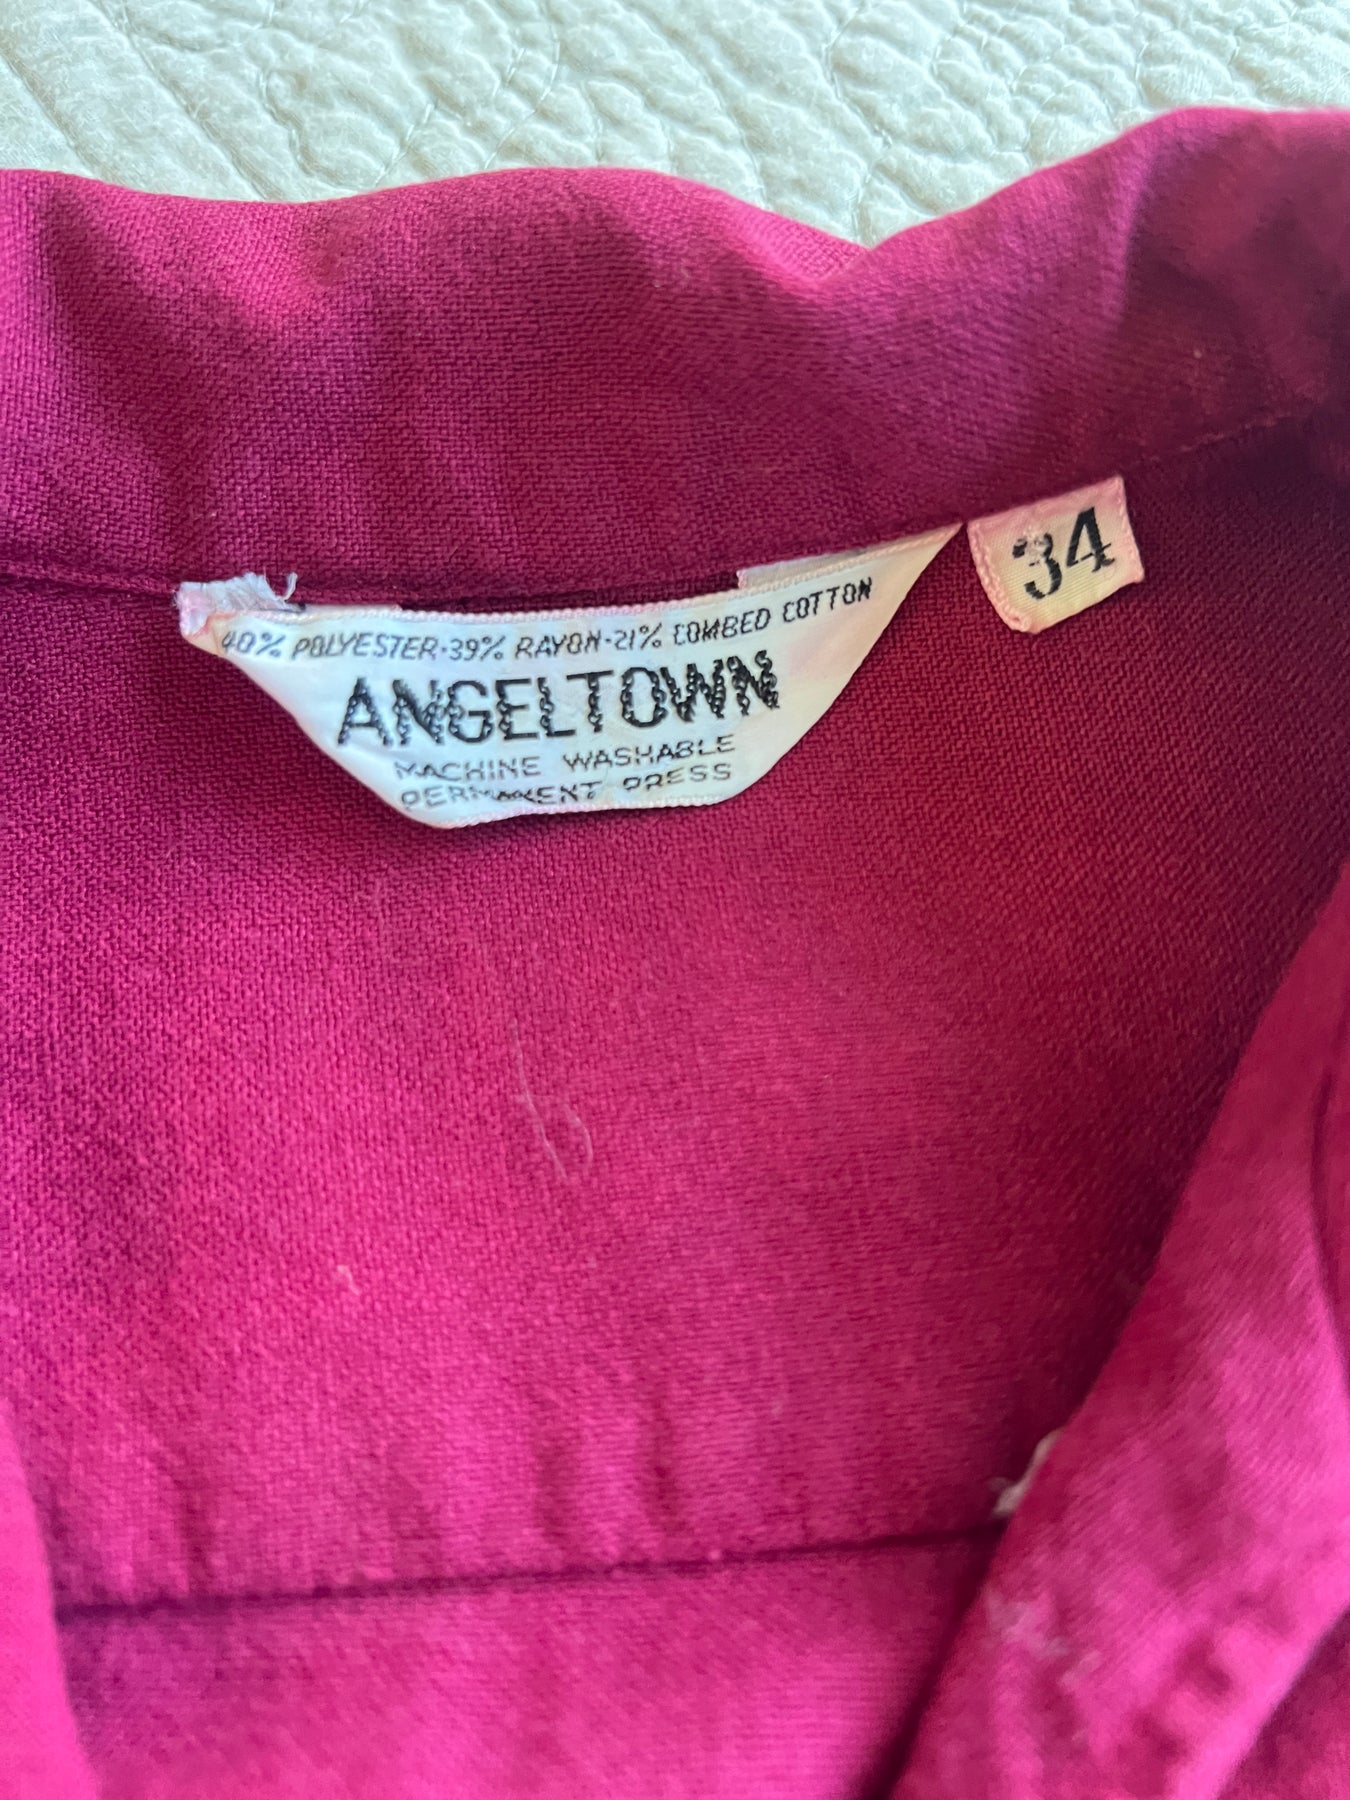 40% POLYESTER·39% RAYON·21% COMBED COTTON
ANGELTOWN
MACHINE WASHABLE
PERMANENT PRESS
34